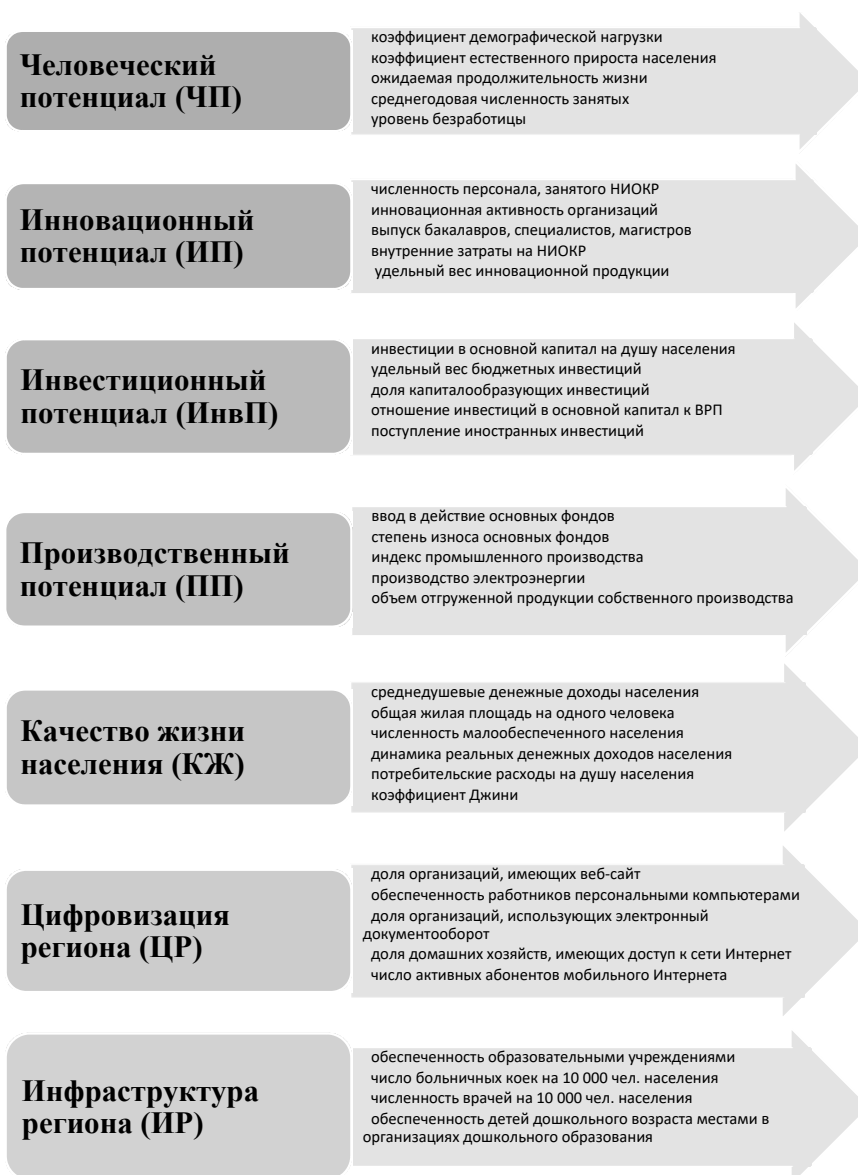 Человеческий
потенциал (ЧП)
коэффициент демографической нагрузки
коэффициент естественного прироста населения
ожидаемая продолжительность жизни
среднегодовая численность занятых
уровень безработицы
Инновационный
потенциал (ИП)
численность персонала, занятого НИОКР
инновационная активность организаций
выпуск бакалавров, специалистов, магистров
внутренние затраты на НИОКР
удельный вес инновационной продукции
Инвестиционный
потенциал (ИнвП)
инвестиции в основной капитал на душу населения
удельный вес бюджетных инвестиций
доля капиталообразующих инвестиций
отношение инвестиций в основной капитал к ВРП
поступление иностранных инвестиций
Производственный
потенциал (ПП)
ввод в действие основных фондов
степень износа основных фондов
индекс промышленного производства
производство электроэнергии
объем отгруженной продукции собственного производства
Качество жизни
населения (КЖ)
среднедушевые денежные доходы населения
общая жилая площадь на одного человека
численность малообеспеченного населения
динамика реальных денежных доходов населения
потребительские расходы на душу населения
коэффициент Джини
Цифровизация
региона (ЦР)
доля организаций, имеющих веб-сайт
обеспеченность работников персональными компьютерами
доля организаций, использующих электронный
документооборот
доля домашних хозяйств, имеющих доступ к сети Интернет
число активных абонентов мобильного Интернета
Инфраструктура
региона (ИР)
обеспеченность образовательными учреждениями
число больничных коек на 10 000 чел. населения
численность врачей на 10 000 чел. населения
обеспеченность детей дошкольного возраста местами в
организациях дошкольного образования